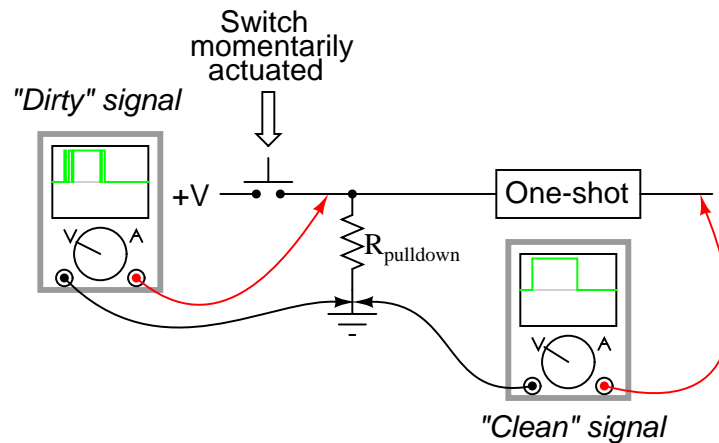 Switch
momentarily
actuated
"Dirty" signal
+V
One-shot
V A
Rpulldown
V A
"Clean" signal